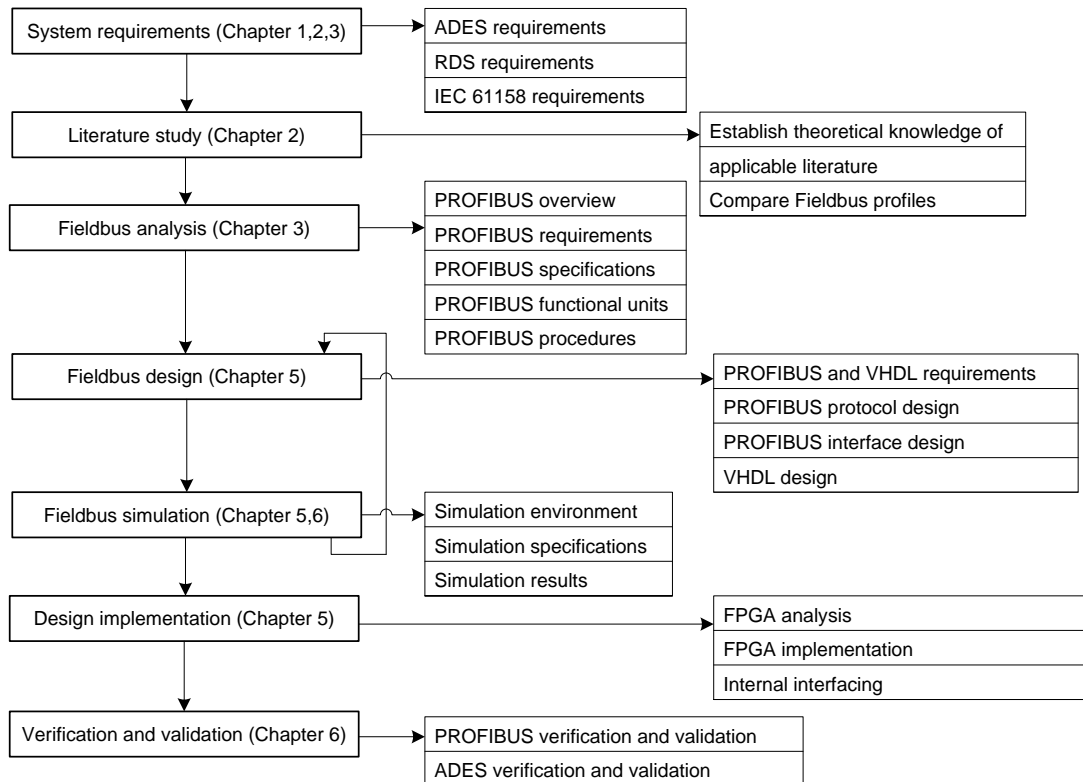 System requirements (Chapter 1,2,3)
ADES requirements
RDS requirements
IEC 61158 requirements
Literature study (Chapter 2)
Establish theoretical knowledge of
applicable literature
Compare Fieldbus profiles
Fieldbus analysis (Chapter 3)
PROFIBUS overview
PROFIBUS requirements
PROFIBUS specifications
PROFIBUS functional units
PROFIBUS procedures
Fieldbus design (Chapter 5)
PROFIBUS and VHDL requirements
PROFIBUS protocol design
PROFIBUS interface design
VHDL design
Fieldbus simulation (Chapter 5,6)
Simulation environment
Simulation specifications
Simulation results
Design implementation (Chapter 5)
FPGA analysis
FPGA implementation
Internal interfacing
Verification and validation (Chapter 6)
PROFIBUS verification and validation
ADES verification and validation